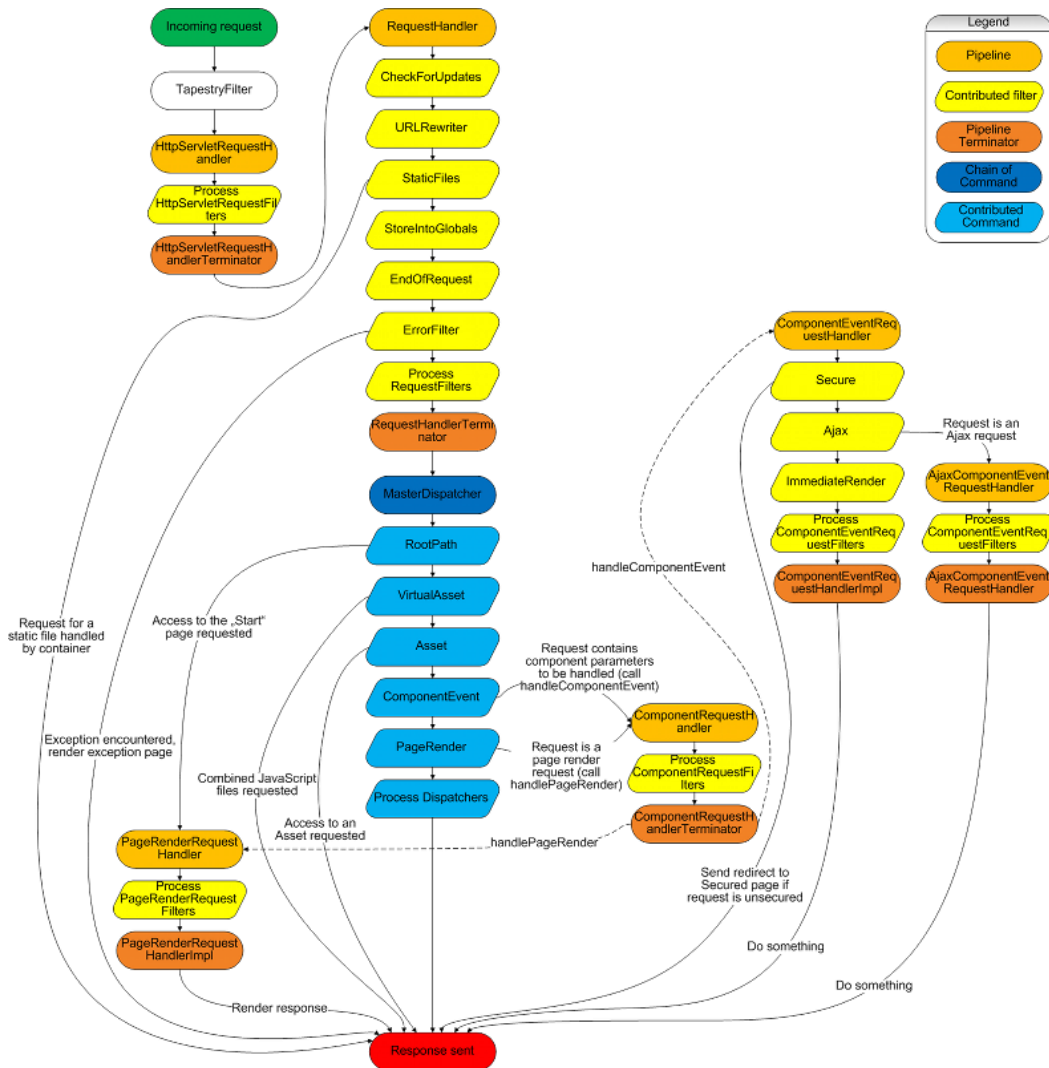 Incoming request
TapestryFilter
HttpServletRequestH
andler
Process
HttpServletRequestFil
ters
HttpServletRequestH
andlerTerminator
RequestHandler
CheckForUpdates
URLRewriter
StaticFiles
StoreIntoGlobals
EndOfRequest
ErrorFilter
Process
RequestFilters
RequestHandlerTermi
nator
MasterDispatcher
RootPath
VirtualAsset
Asset
ComponentEvent
PageRender
Process Dispatchers
Legend
Pipeline
Contributed filter
Pipeline
Terminator
Chain of
Command
Contributed
Command
ComponentEventReq
uestHandler
Secure
Ajax
ImmediateRender
Process
ComponentEventReq
uestFilters
ComponentEventReq
uestHandlerImpl
Request is an
Ajax request
AjaxComponentEvent
RequestHandler
Process
ComponentEventReq
uestFilters
AjaxComponentEvent
RequestHandler
handleComponentEvent
Request for a
static file handled
by container
Access to the „Start"
page requested
Request contains
component parameters
to be handled (call
handleComponentEvent)
ComponentRequestH
andler
Process
ComponentRequestFil
lters
ComponentRequestH
andlerTerminator
Request is a
page render
request (call
handlePageRender)
Exception encountered,
render exception page
Combined JavaScript
files requested
Access to an
Asset requested
handlePageRender
PageRenderRequest
Handler
Process
PageRenderRequest
Filters
PageRenderRequest
HandlerImpl
Send redirect to
Secured page if
request is unsecured
Do something
Do something
Render response
Response sent